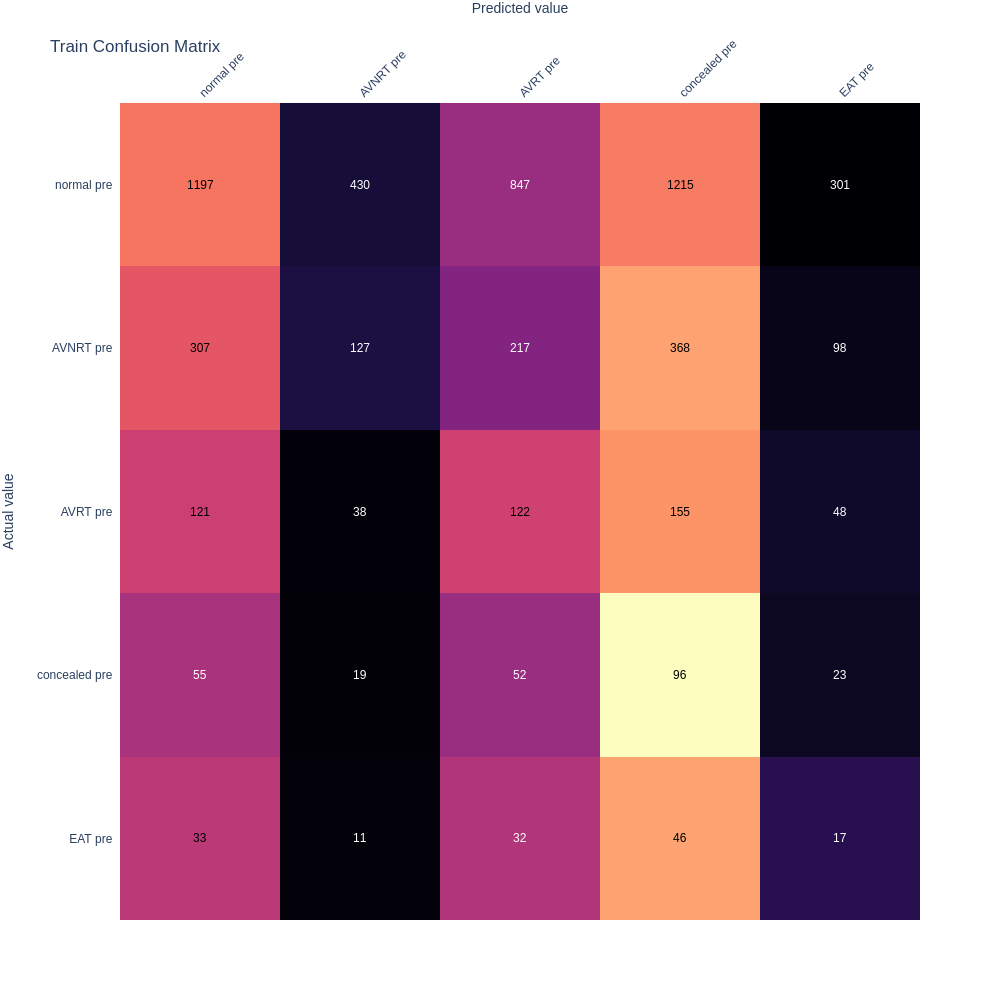 Predicted value
Train Confusion Matrix
normal pre AVNRT pre AVRT pre concealed pre EAT pre
normal pre 1197 430 847 1215 301
AVNRT pre 307 127 217 368 98
Actual value
AVRT pre 121 38 122 155 48
concealed pre 55 19 52 96 23
EAT pre 33 11 32 46 17